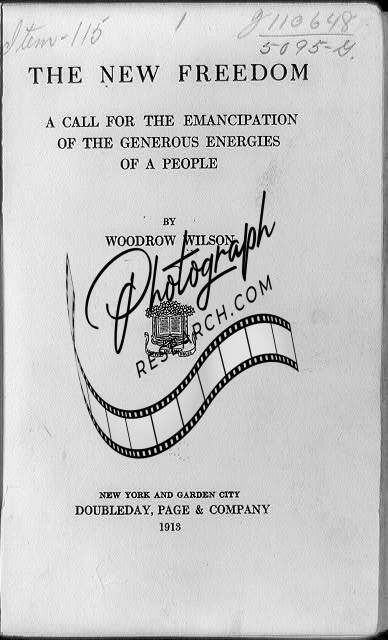 Item-115 1 J110648
5095-G.
THE NEW FREEDOM
A CALL FOR THE EMANCIPATION
OF THE GENEROUS ENERGIES
OF A PEOPLE
BY
WOODROW WILSON
Photograph
RESEARCH.COM
NEW YORK AND GARDEN CITY
DOUBLEDAY, PAGE & COMPANY
1913